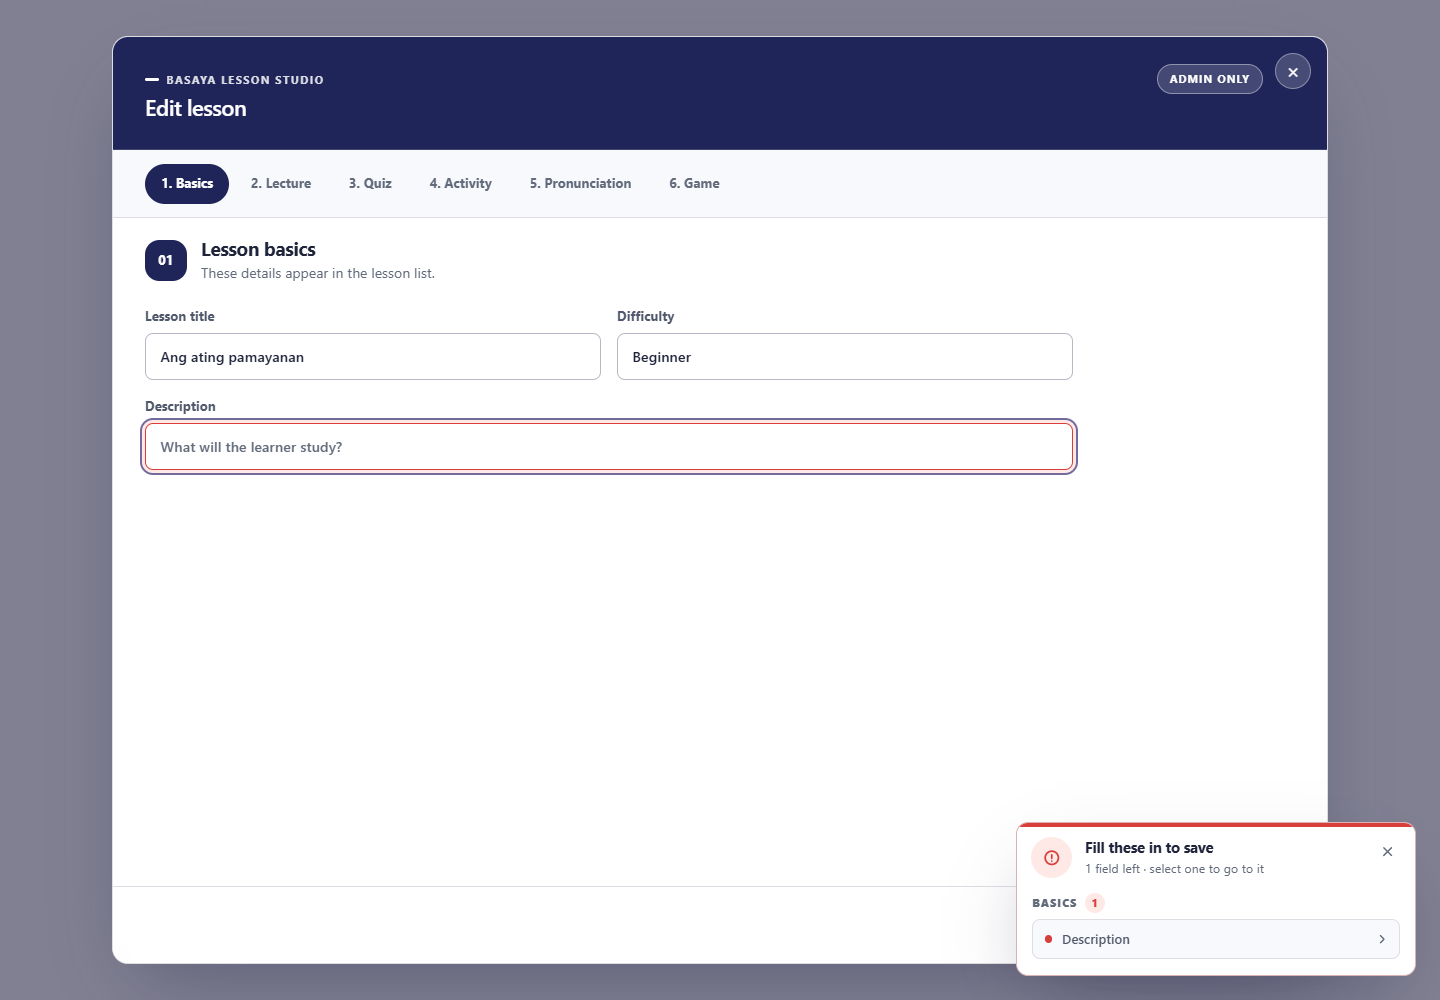 BASAYA LESSON STUDIO
Edit lesson
ADMIN ONLY
1. Basics
2. Lecture
3. Quiz
4. Activity
5. Pronunciation
6. Game
01
Lesson basics
These details appear in the lesson list.
Lesson title
Difficulty
Ang ating pamayanan
Beginner
Description
What will the learner study?
Fill these in to save
1 field left · select one to go to it
BASICS 1
Description